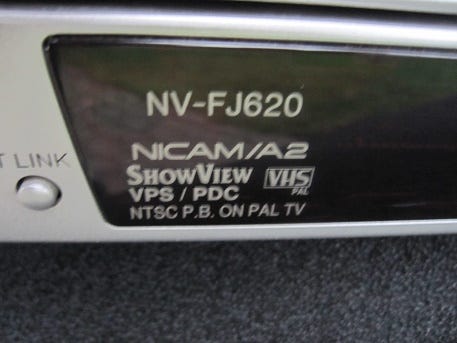 NV-FJ620
T LINK
NICAM/A2
SHOWVIEW VHS
VPS / PDC PAL
NTSC P.B. ON PAL TV